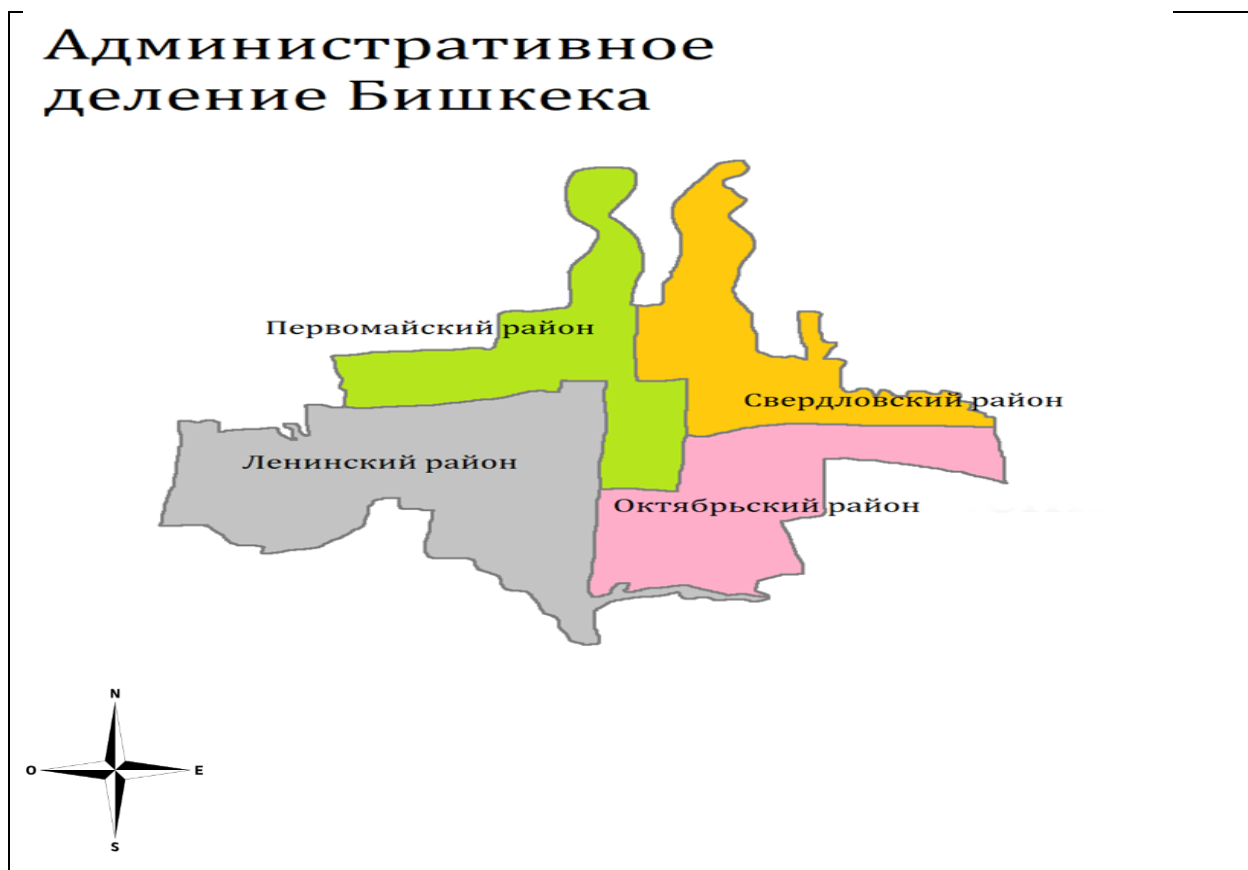 Административное
деление Бишкека
Первомайский район
Свердловский район
Ленинский район
Октябрьский район
N
O
E
S